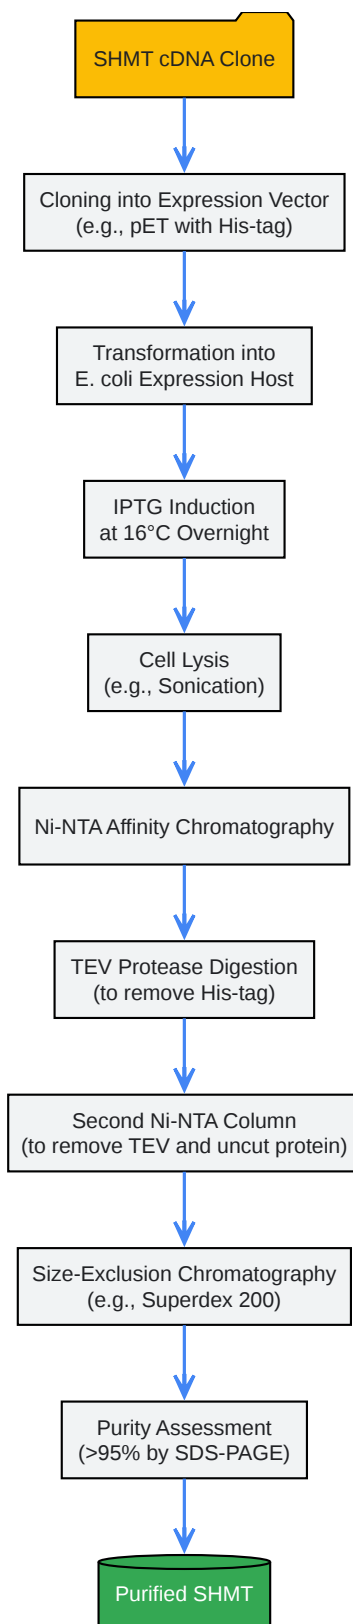 SHMT cDNA Clone
Cloning into Expression Vector
(e.g., pET with His-tag)
Transformation into
E. coli Expression Host
IPTG Induction
at 16°C Overnight
Cell Lysis
(e.g., Sonication)
Ni-NTA Affinity Chromatography
TEV Protease Digestion
(to remove His-tag)
Second Ni-NTA Column
(to remove TEV and uncut protein)
Size-Exclusion Chromatography
(e.g., Superdex 200)
Purity Assessment
(>95% by SDS-PAGE)
Purified SHMT